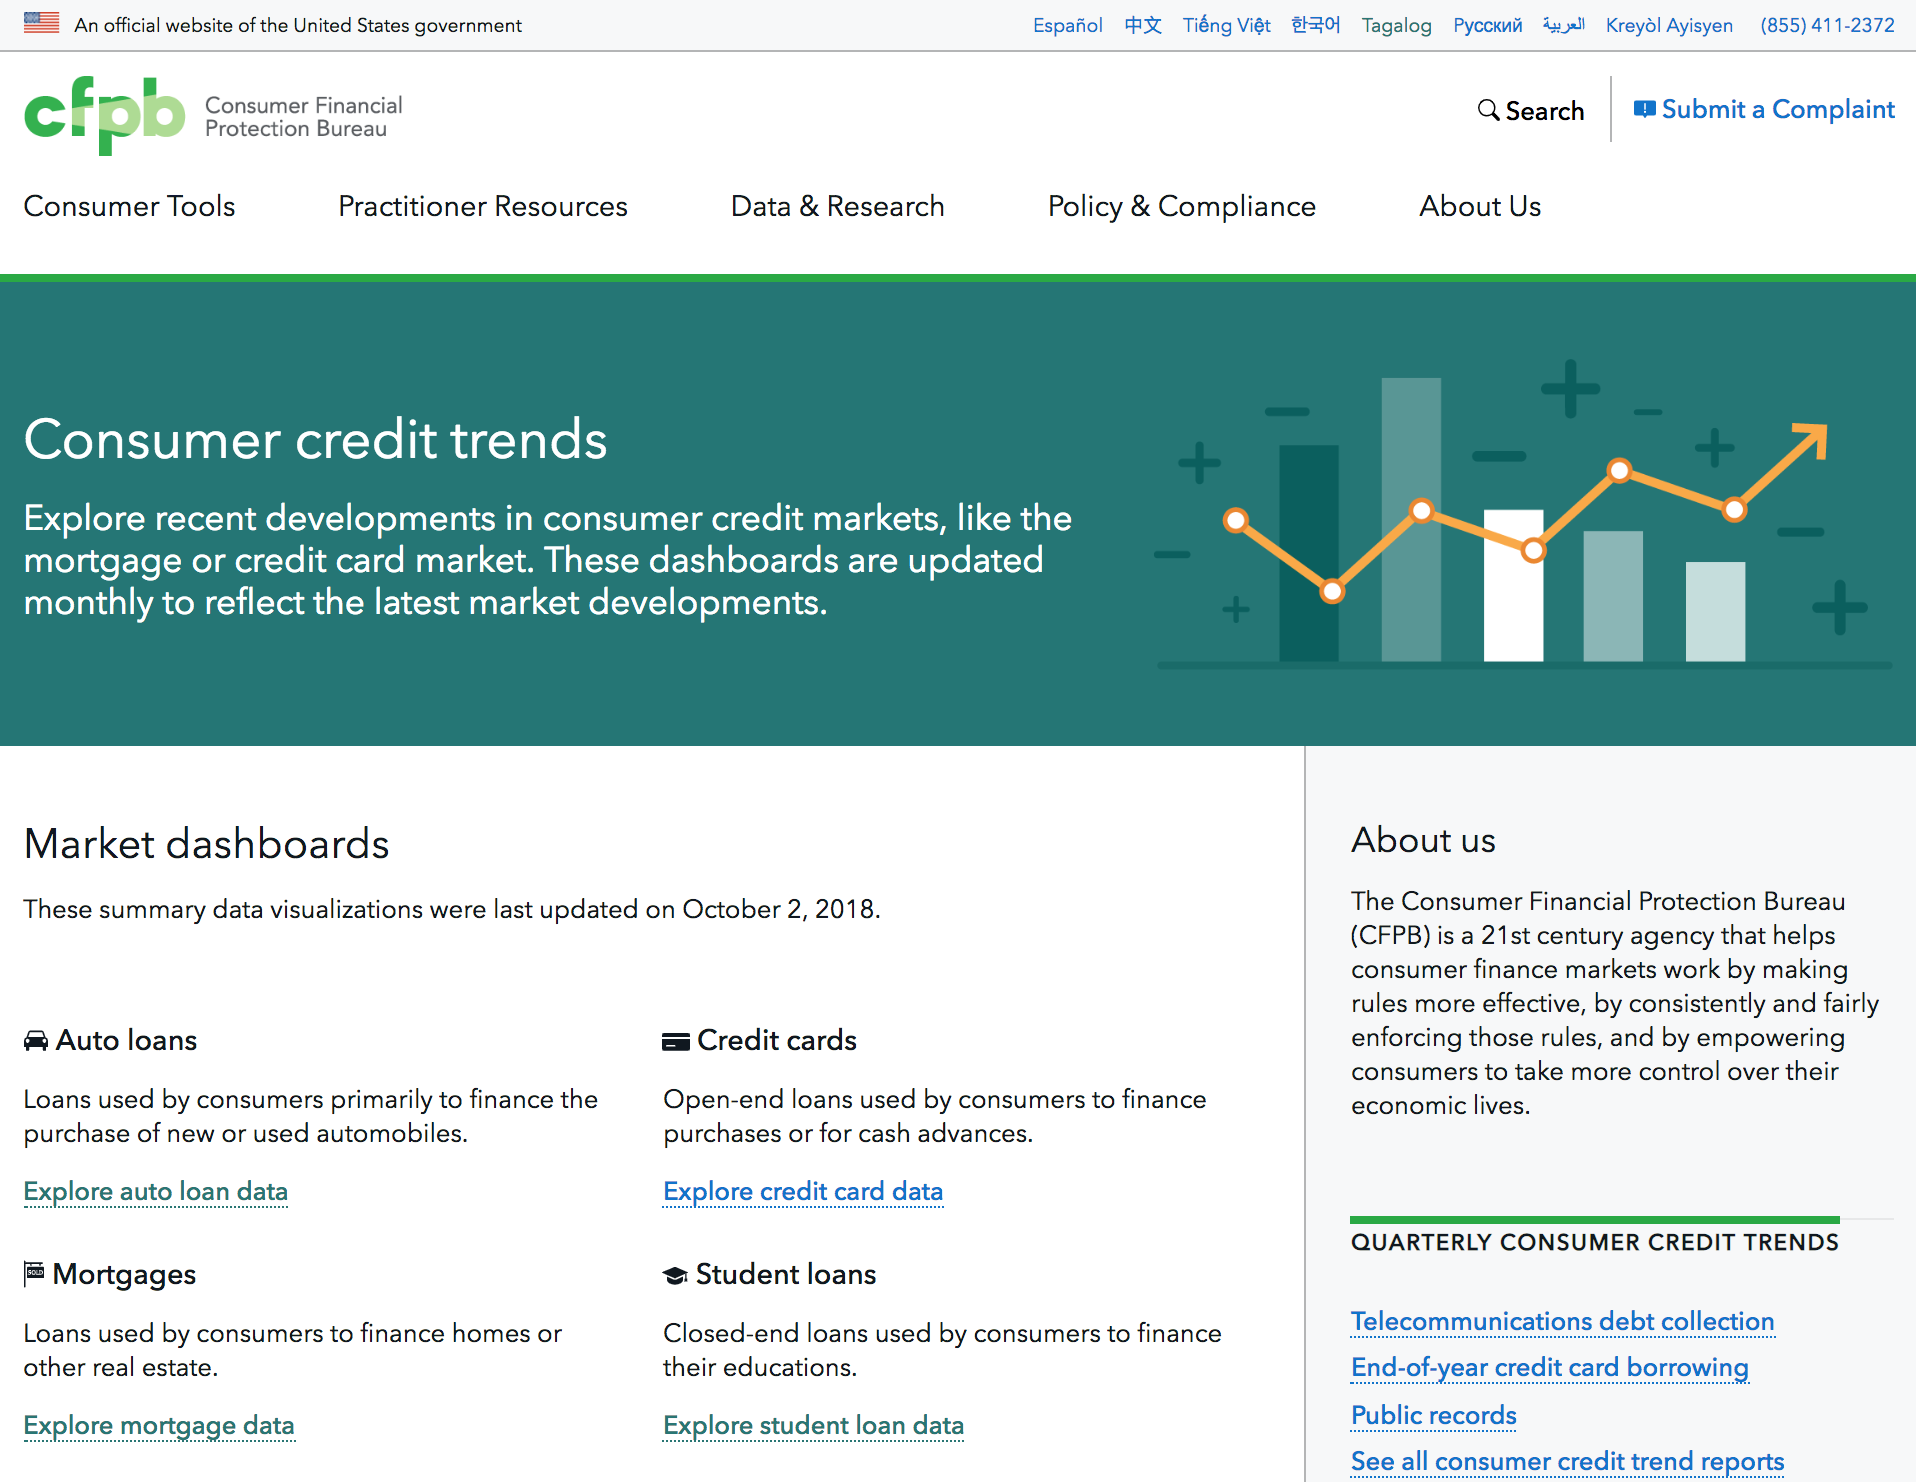 An official website of the United States government
Español 中文 Tiếng Việt 한국어 Tagalog Русский العربية Kreyòl Ayisyen (855) 411-2372
cfpb Consumer Financial
Protection Bureau
Search
Submit a Complaint
Consumer Tools Practitioner Resources Data & Research Policy & Compliance About Us
Consumer credit trends
Explore recent developments in consumer credit markets, like the
mortgage or credit card market. These dashboards are updated
monthly to reflect the latest market developments.
Market dashboards
These summary data visualizations were last updated on October 2, 2018.
Auto loans
Loans used by consumers primarily to finance the
purchase of new or used automobiles.
Explore auto loan data
Credit cards
Open-end loans used by consumers to finance
purchases or for cash advances.
Explore credit card data
SOLD
Mortgages
Loans used by consumers to finance homes or
other real estate.
Explore mortgage data
Student loans
Closed-end loans used by consumers to finance
their educations.
Explore student loan data
About us
The Consumer Financial Protection Bureau
(CFPB) is a 21st century agency that helps
consumer finance markets work by making
rules more effective, by consistently and fairly
enforcing those rules, and by empowering
consumers to take more control over their
economic lives.
QUARTERLY CONSUMER CREDIT TRENDS
Telecommunications debt collection
End-of-year credit card borrowing
Public records
See all consumer credit trend reports